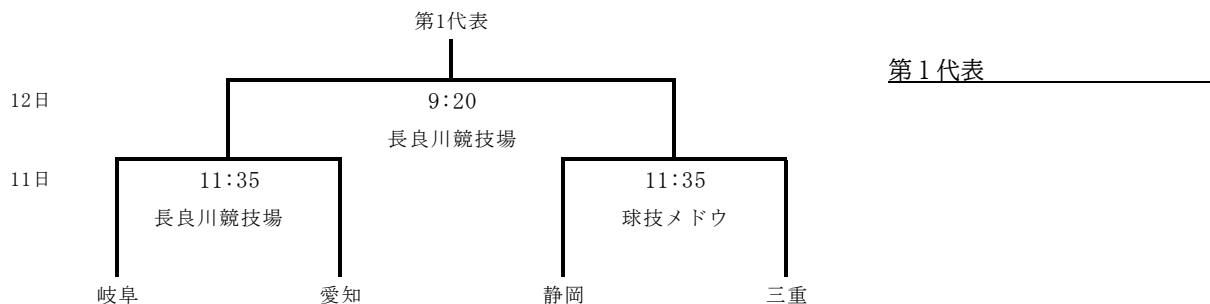 第1代表
第１代表
12日
9:20
長良川競技場
11日
11:35
11:35
長良川競技場
球技メドウ
岐阜
愛知
静岡
三重